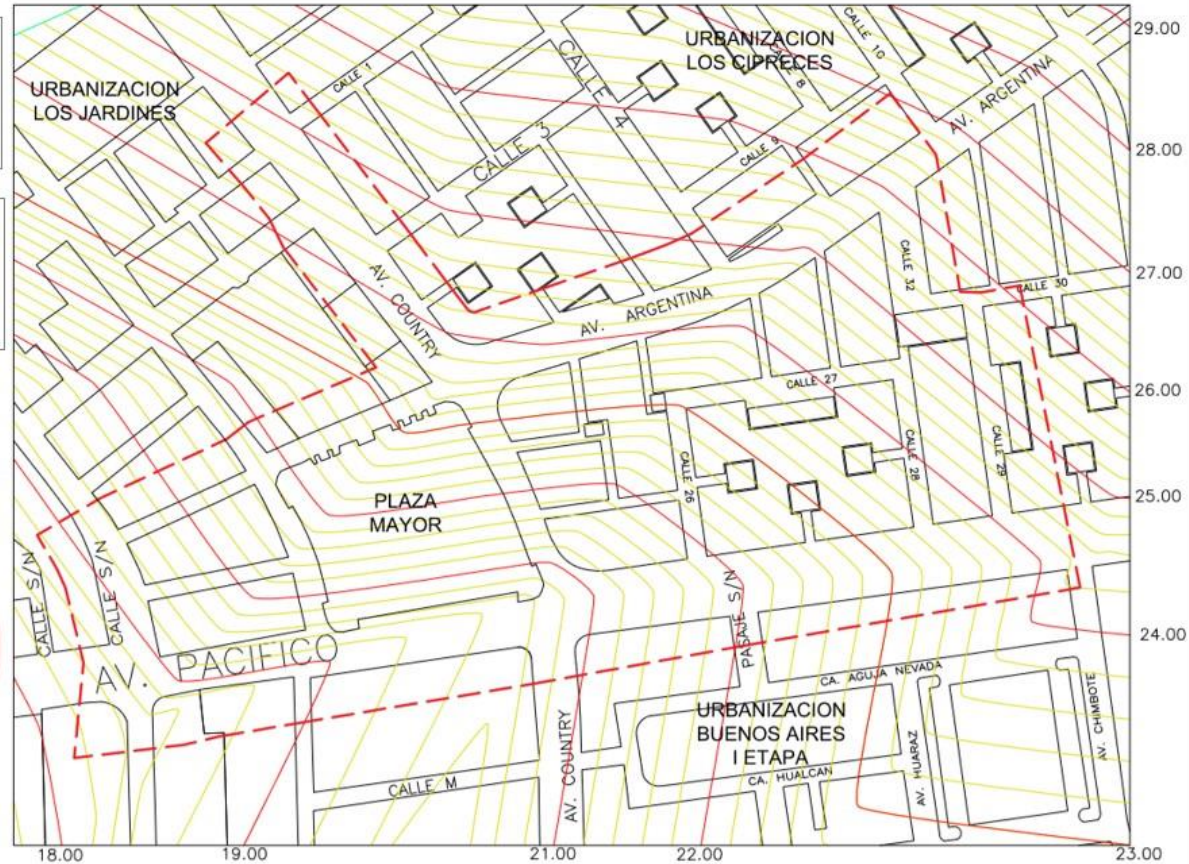 29.00
URBANIZACION
LOS CIPRECES
CALLE 10
CALLE 8
CALLE 4
AV. ARGENTINA
URBANIZACION
LOS JARDINES
CALLE 1
CALLE 3
CALLE 9
28.00
CALLE 32
27.00
CALLE 30
AV. COUNTRY
AV. ARGENTINA
26.00
CALLE 27
CALLE 26
CALLE 28
CALLE 29
25.00
PLAZA
MAYOR
CALLE S/N
CALLE S/N
PASAJE S/N
24.00
AV. PACIFICO
CA. AGUJA NEVADA
URBANIZACION
BUENOS AIRES
I ETAPA
AV. COUNTRY
CALLE M
CA. HUALCAN
AV. HUARAZ
AV. CHIMBOTE
18.00
19.00
21.00
22.00
23.00